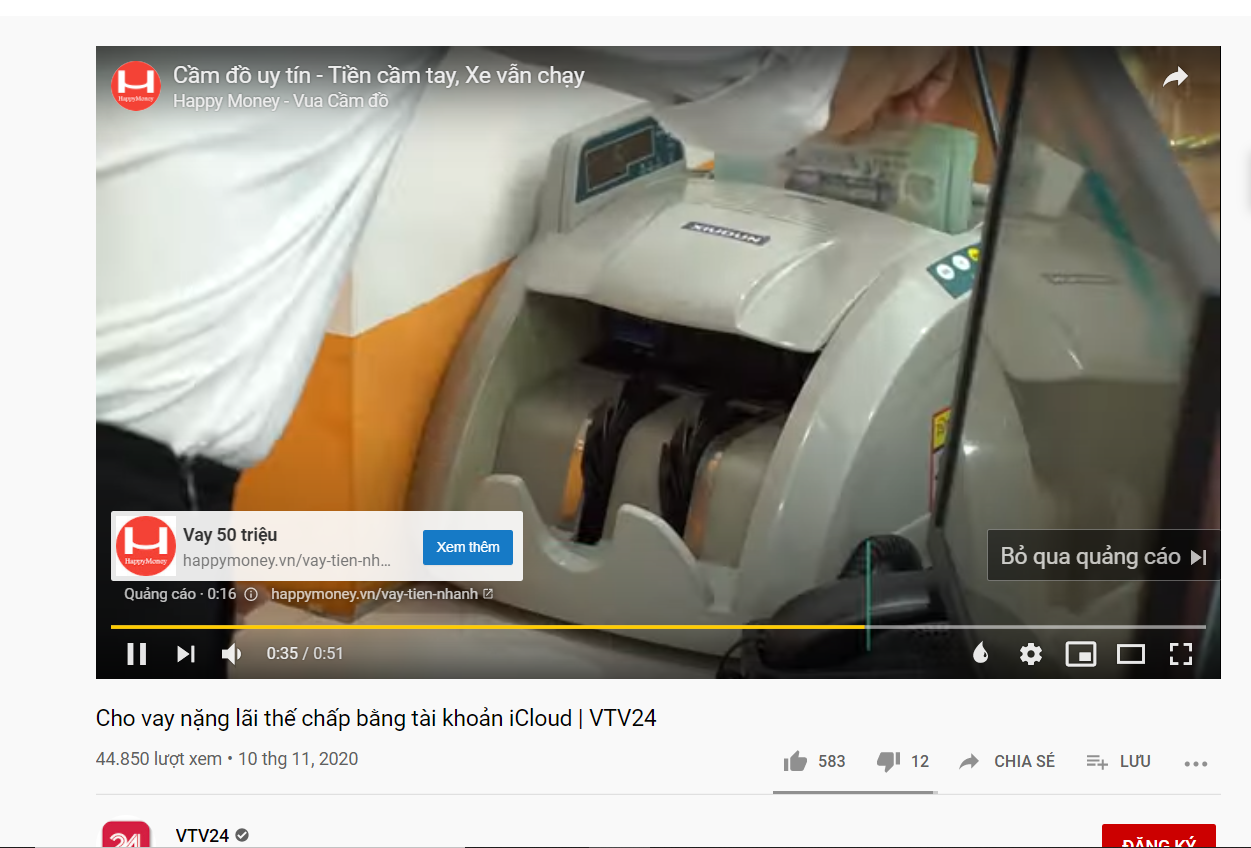 Cầm đồ uy tín - Tiền cầm tay, Xe vẫn chạy
HappyMoney
Happy Money - Vua Cầm đồ
XIUDUN
Vay 50 triệu
HappyMoney
happymoney.vn/vay-tien-nh...
Xem thêm
Bỏ qua quảng cáo
Quảng cáo · 0:16
happymoney.vn/vay-tien-nhanh
0:35 / 0:51
Cho vay nặng lãi thế chấp bằng tài khoản iCloud | VTV24
44.850 lượt xem • 10 thg 11, 2020
583
12
CHIA SẺ
LƯU
24
VTV24
ĐĂNG KÝ